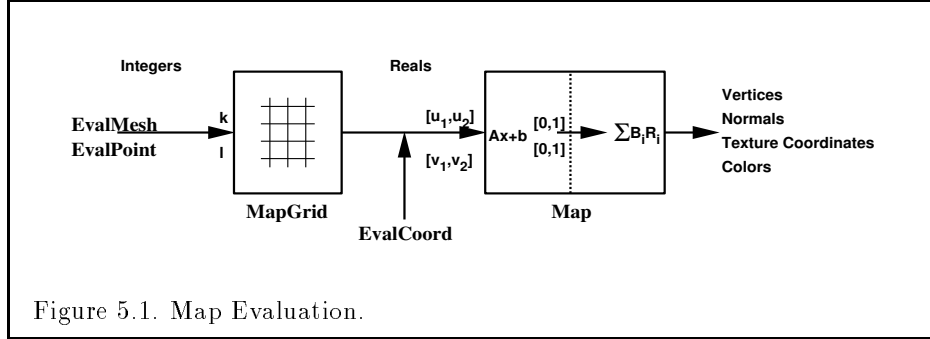 Integers
Reals
EvalMesh
EvalPoint
k
l
MapGrid
[u₁,u₂]
[v₁,v₂]
EvalCoord
Ax+b
[0,1]
[0,1]
ΣBᵢRᵢ
Map
Vertices
Normals
Texture Coordinates
Colors
Figure 5.1. Map Evaluation.